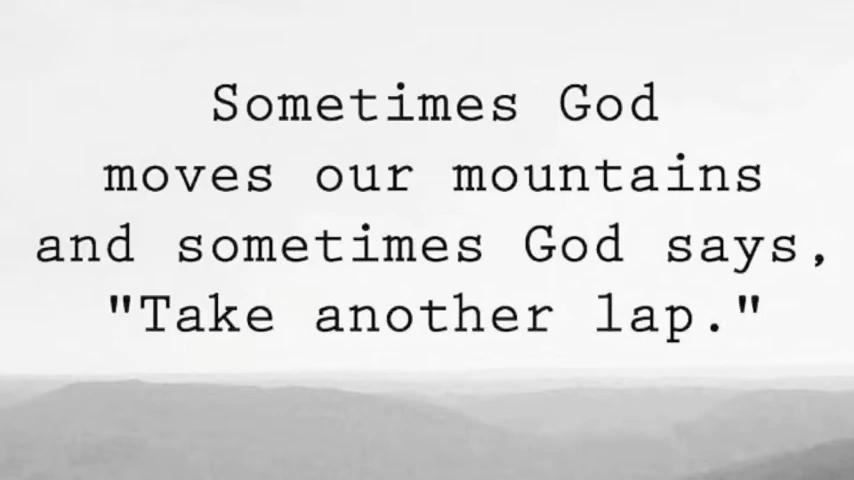 Sometimes God
moves our mountains
and sometimes God says,
"Take another lap."